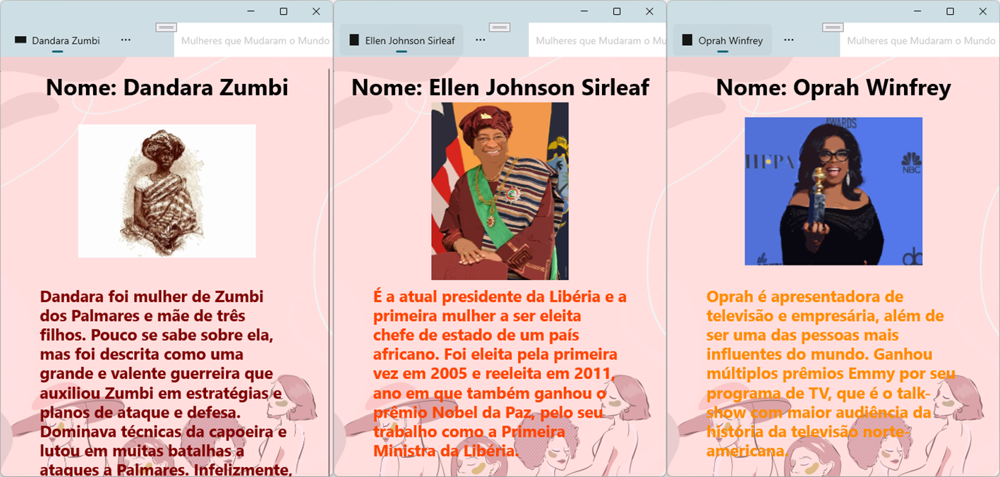 Dandara Zumbi
...
Mulheres que Mudaram o Mundo
Nome: Dandara Zumbi
Dandara foi mulher de Zumbi
dos Palmares e mãe de três
filhos. Pouco se sabe sobre ela,
mas foi descrita como uma
grande e valente guerreira que
auxiliou Zumbi em estratégias e
planos de ataque e defesa.
Dominava técnicas da capoeira e
lutou em muitas batalhas a
ataques a Palmares. Infelizmente,
Ellen Johnson Sirleaf
...
Mulheres que Mudaram o Mu
Nome: Ellen Johnson Sirleaf
É a atual presidente da Libéria e a
primeira mulher a ser eleita
chefe de estado de um país
africano. Foi eleita pela primeira
vez em 2005 e reeleita em 2011,
ano em que também ganhou o
prêmio Nobel da Paz, pelo seu
trabalho como a Primeira
Ministra da Libéria.
Oprah Winfrey
...
Mulheres que Mudaram o Mundo
Nome: Oprah Winfrey
AWARDS
HFPA
NBC
Oprah é apresentadora de
televisão e empresária, além de
ser uma das pessoas mais
influentes do mundo. Ganhou
múltiplos prêmios Emmy por seu
programa de TV, que é o talk-
show com maior audiência da
história da televisão norte-
americana.